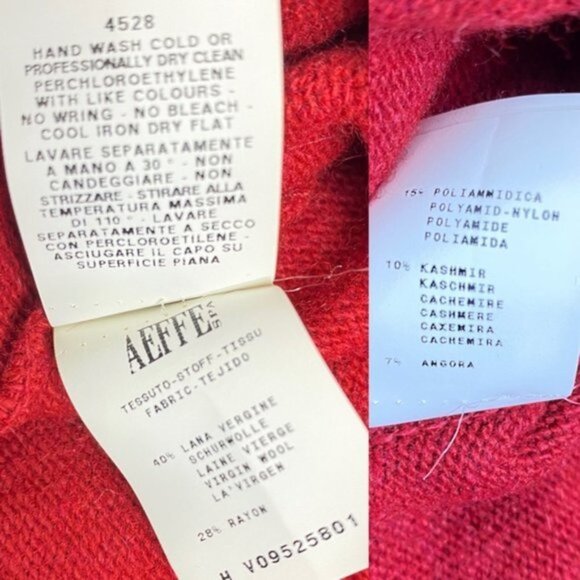 4528
HAND WASH COLD OR
PROFESSIONALLY DRY CLEAN
PERCHLOROETHYLENE
WITH LIKE COLOURS -
NO WRING - NO BLEACH -
COOL IRON DRY FLAT
LAVARE SEPARATAMENTE
A MANO A 30° - NON
CANDEGGIARE - NON
STRIZZARE - STIRARE ALLA
TEMPERATURA MASSIMA
DI 110° - LAVARE
SEPARATAMENTE A SECCO
CON PERCLOROETILENE -
ASCIUGARE IL CAPO SU
SUPERFICIE PIANA
AEFFE SPA
TESSUTO-STOFF-TISSU
FABRIC-TEJIDO
40% LANA VERGINE
SCHURWOLLE
LAINE VIERGE
VIRGIN WOOL
LA'VIRGEN
28% RAYON
H V09525801
15% POLIAMMIDICA
POLYAMID-NYLON
POLYAMIDE
POLIAMIDA
10% KASHMIR
KASCHMIR
CACHEMIRE
CASHMERE
CAXEMIRA
CACHEMIRA
7% ANGORA